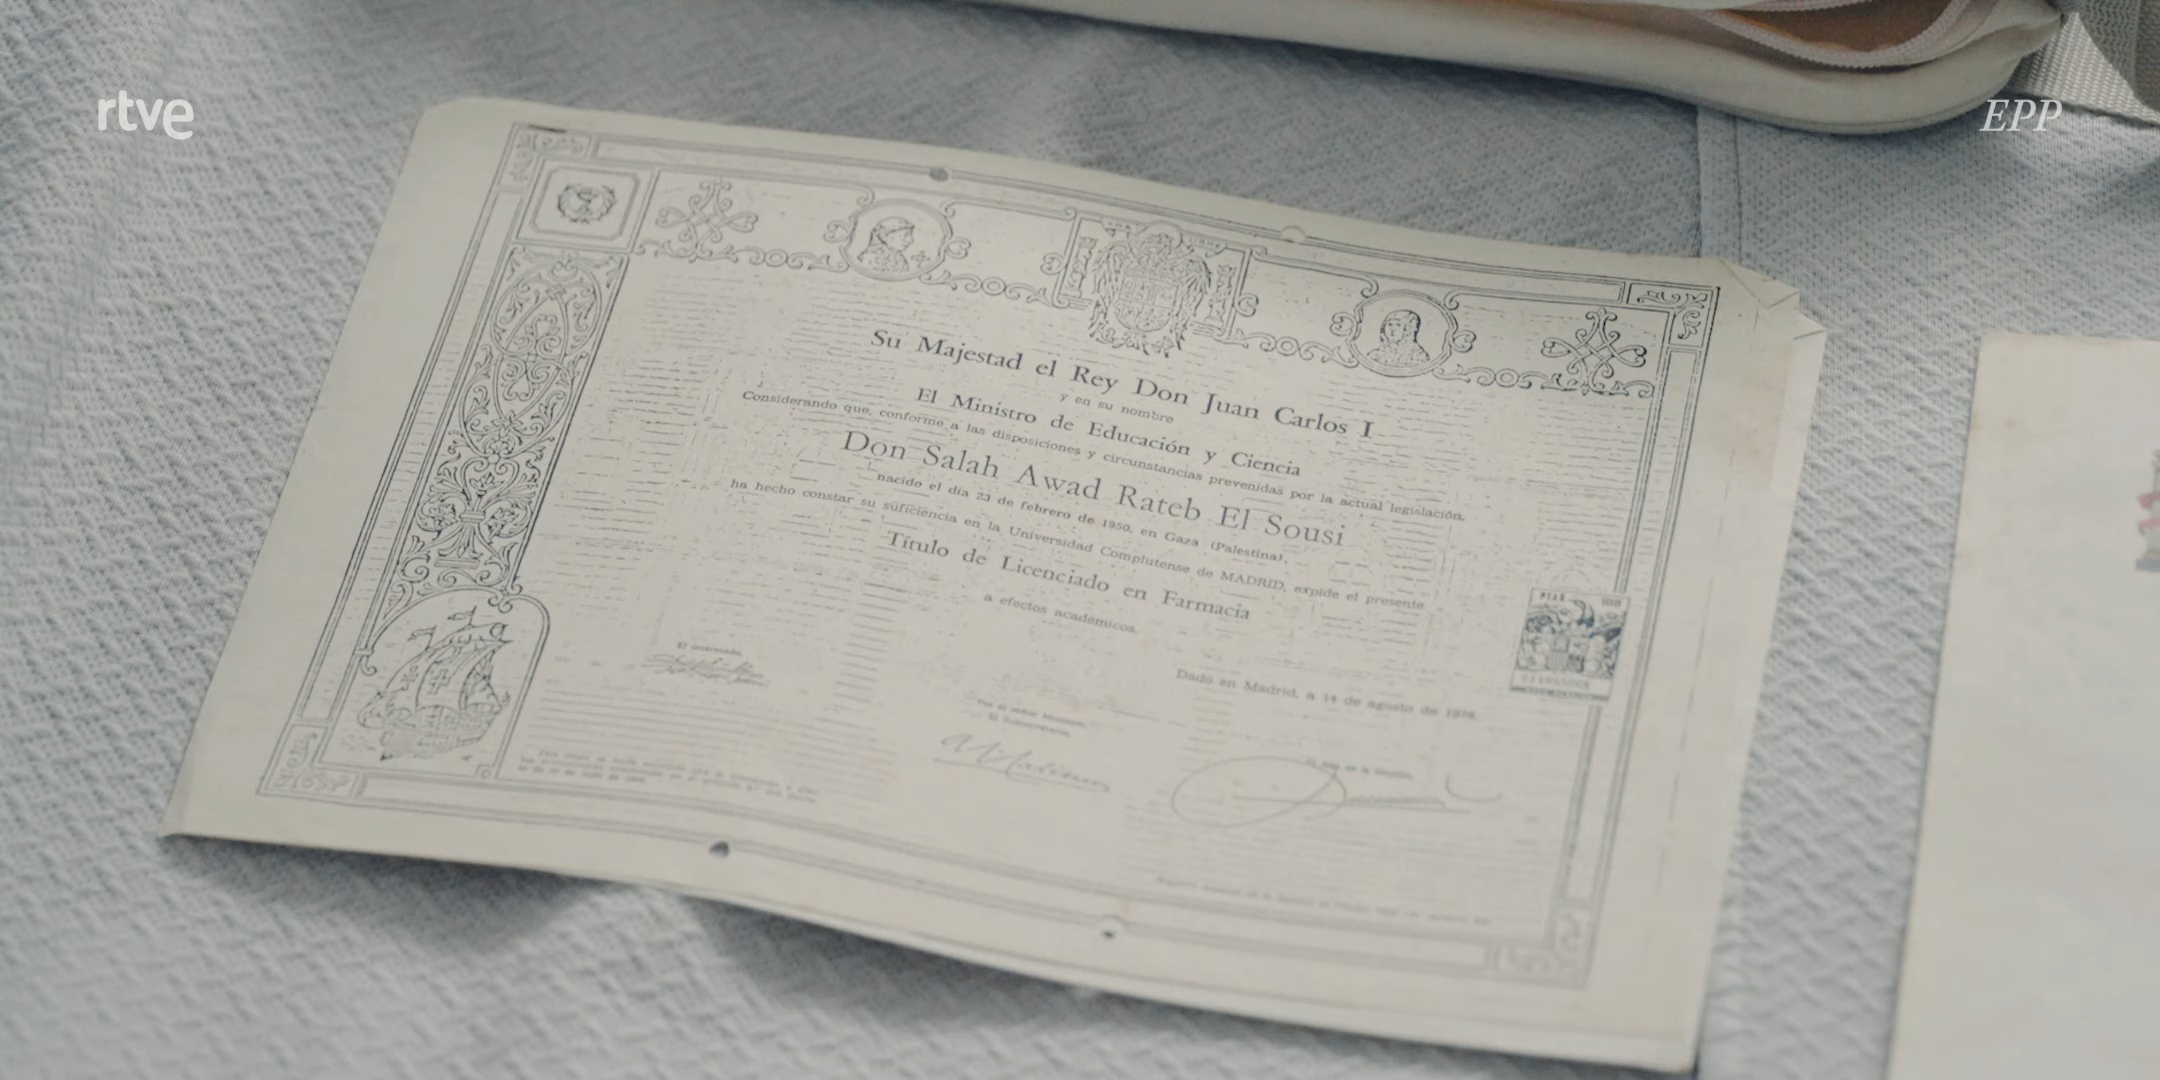 rtve
EPP
Su Majestad el Rey Don Juan Carlos I
y en su nombre
El Ministro de Educación y Ciencia
Considerando que, conforme a las disposiciones y circunstancias prevenidas por la actual legislación,
Don Salah Awad Rateb El Sousi
nacido el día 23 de febrero de 1950, en Gaza (Palestina),
ha hecho constar su suficiencia en la Universidad Complutense de MADRID, expide el presente
Título de Licenciado en Farmacia
a efectos académicos.
El interesado,
Dado en Madrid, a 14 de agosto de 1978.
Por el señor Ministro,
El Subsecretario,